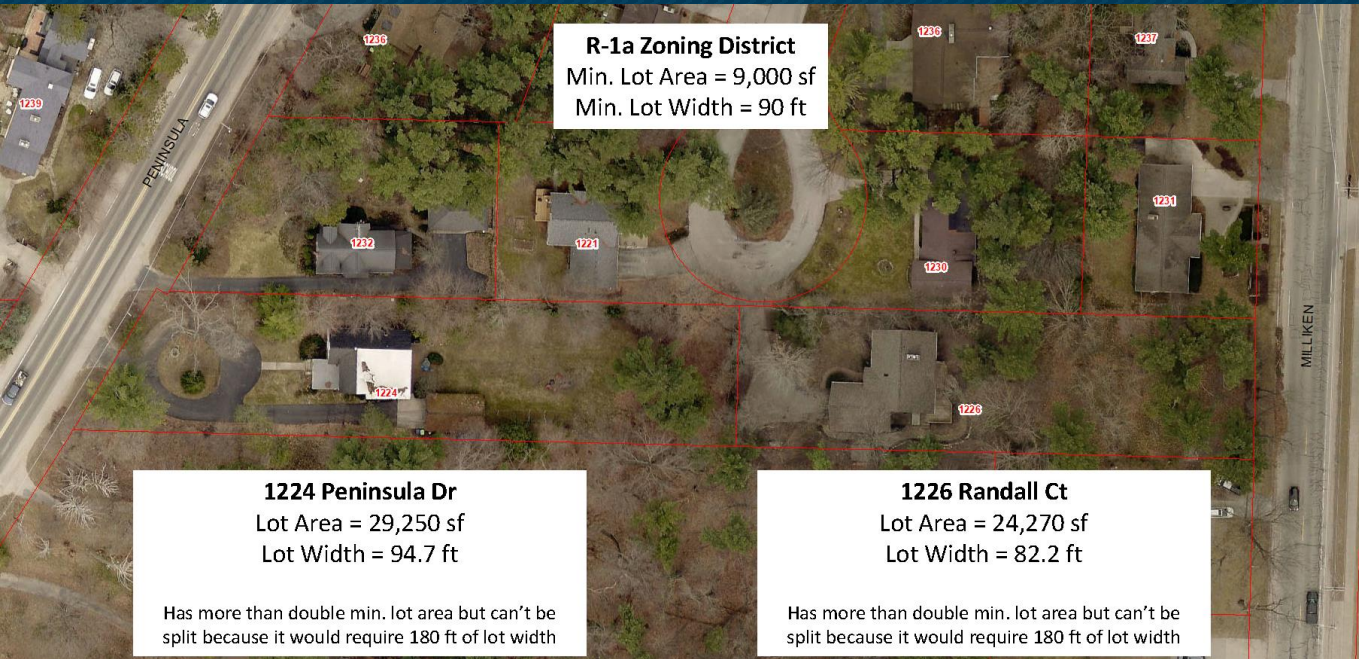 R-1a Zoning District
Min. Lot Area = 9,000 sf
Min. Lot Width = 90 ft
1236
1236
1237
1239
PENINSULA
1232
1221
1230
1231
1224
1226
MILLIKEN
1224 Peninsula Dr
Lot Area = 29,250 sf
Lot Width = 94.7 ft
Has more than double min. lot area but can't be
split because it would require 180 ft of lot width
1226 Randall Ct
Lot Area = 24,270 sf
Lot Width = 82.2 ft
Has more than double min. lot area but can't be
split because it would require 180 ft of lot width